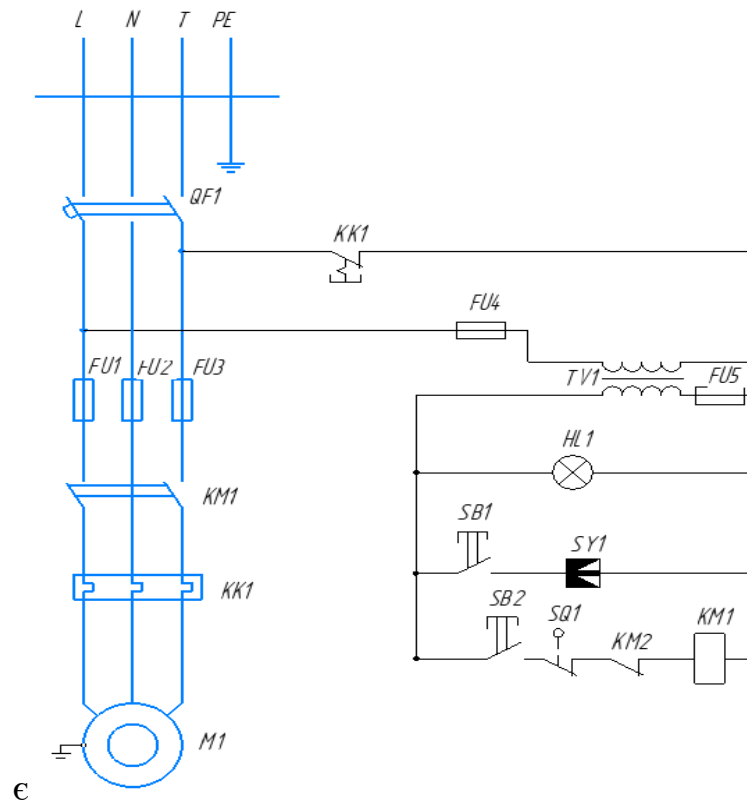 L N T PE
QF1
KK1
FU4
FU1 FU2 FU3
TV1 FU5
HL1
KM1
SB1
SY1
KK1
SB2 SQ1 KM2 KM1
M1
Є